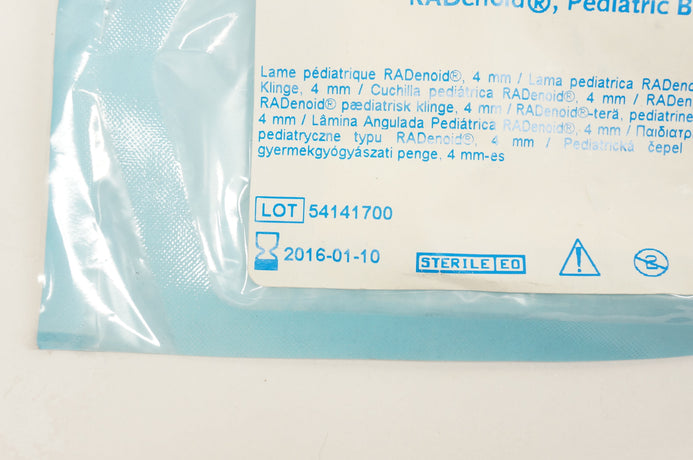 RADenoid®, Pediatric B
Lame pédiatrique RADenoid®, 4 mm / Lama pediatrica RADeno
Klinge, 4 mm / Cuchilla pediátrica RADenoid®, 4 mm / RADen
RADenoid® pædiatrisk klinge, 4 mm / RADenoid®-terä, pediatrine
4 mm / Lâmina Angulada Pediátrica RADenoid®, 4 mm / Παιδιατρ
pediatryczne typu RADenoid®, 4 mm / Pediatrická čepel
gyermekgyógyászati penge, 4 mm-es
LOT 54141700
2016-01-10
STERILE EO
2